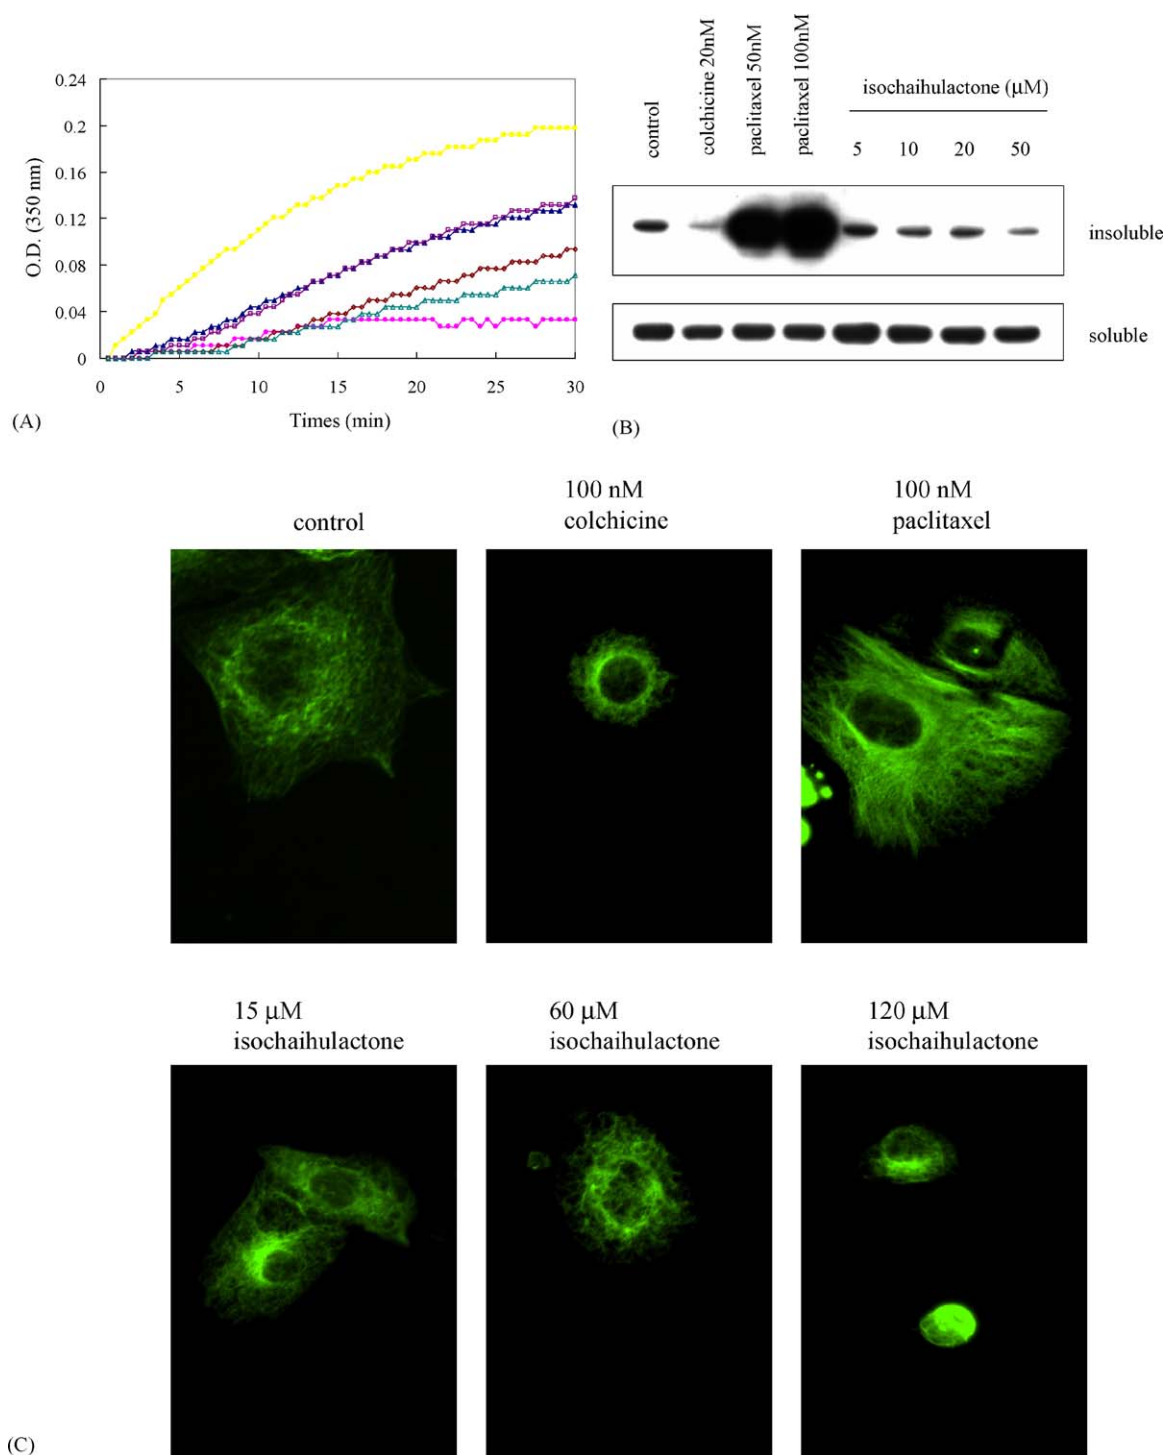 0.24
0.2
0.16
0.12
0.08
0.04
0
O.D. (350 nm)
0 5 10 15 20 25 30
Times (min)
(A)
control
colchicine 20nM
paclitaxel 50nM
paclitaxel 100nM
isochaihulactone (µM)
5 10 20 50
insoluble
soluble
(B)
control
100 nM
colchicine
100 nM
paclitaxel
15 µM
isochaihulactone
60 µM
isochaihulactone
120 µM
isochaihulactone
(C)